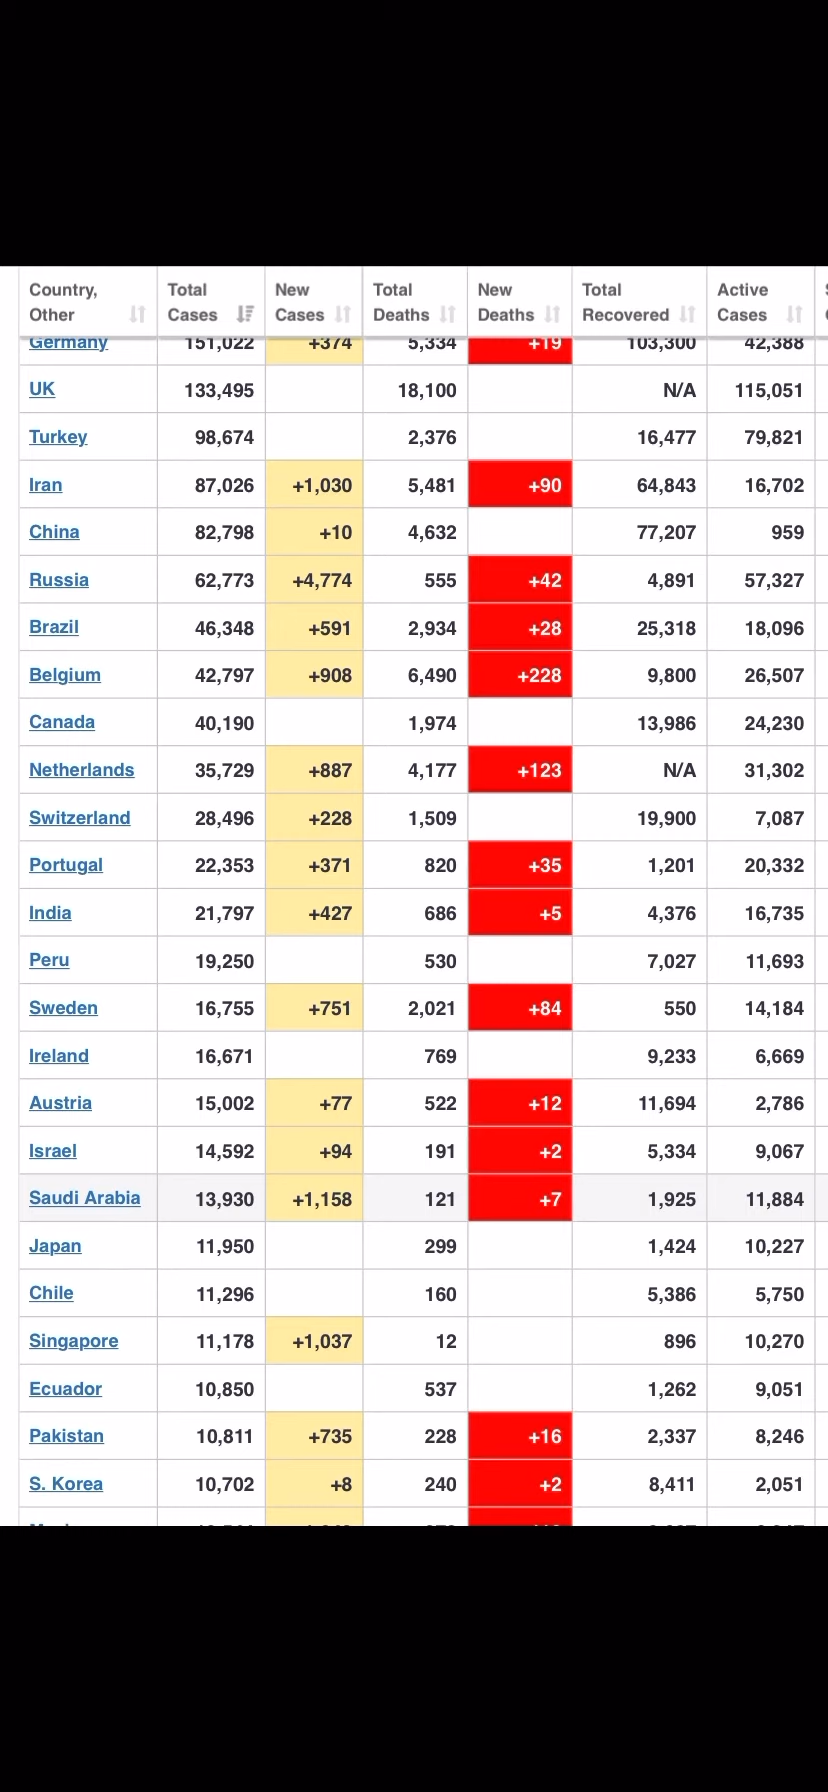 Country, Other Total Cases New Cases Total Deaths New Deaths Total Recovered Active Cases
Germany 151,022 +374 5,334 +19 103,300 42,388
UK 133,495 18,100 N/A 115,051
Turkey 98,674 2,376 16,477 79,821
Iran 87,026 +1,030 5,481 +90 64,843 16,702
China 82,798 +10 4,632 77,207 959
Russia 62,773 +4,774 555 +42 4,891 57,327
Brazil 46,348 +591 2,934 +28 25,318 18,096
Belgium 42,797 +908 6,490 +228 9,800 26,507
Canada 40,190 1,974 13,986 24,230
Netherlands 35,729 +887 4,177 +123 N/A 31,302
Switzerland 28,496 +228 1,509 19,900 7,087
Portugal 22,353 +371 820 +35 1,201 20,332
India 21,797 +427 686 +5 4,376 16,735
Peru 19,250 530 7,027 11,693
Sweden 16,755 +751 2,021 +84 550 14,184
Ireland 16,671 769 9,233 6,669
Austria 15,002 +77 522 +12 11,694 2,786
Israel 14,592 +94 191 +2 5,334 9,067
Saudi Arabia 13,930 +1,158 121 +7 1,925 11,884
Japan 11,950 299 1,424 10,227
Chile 11,296 160 5,386 5,750
Singapore 11,178 +1,037 12 896 10,270
Ecuador 10,850 537 1,262 9,051
Pakistan 10,811 +735 228 +16 2,337 8,246
S. Korea 10,702 +8 240 +2 8,411 2,051